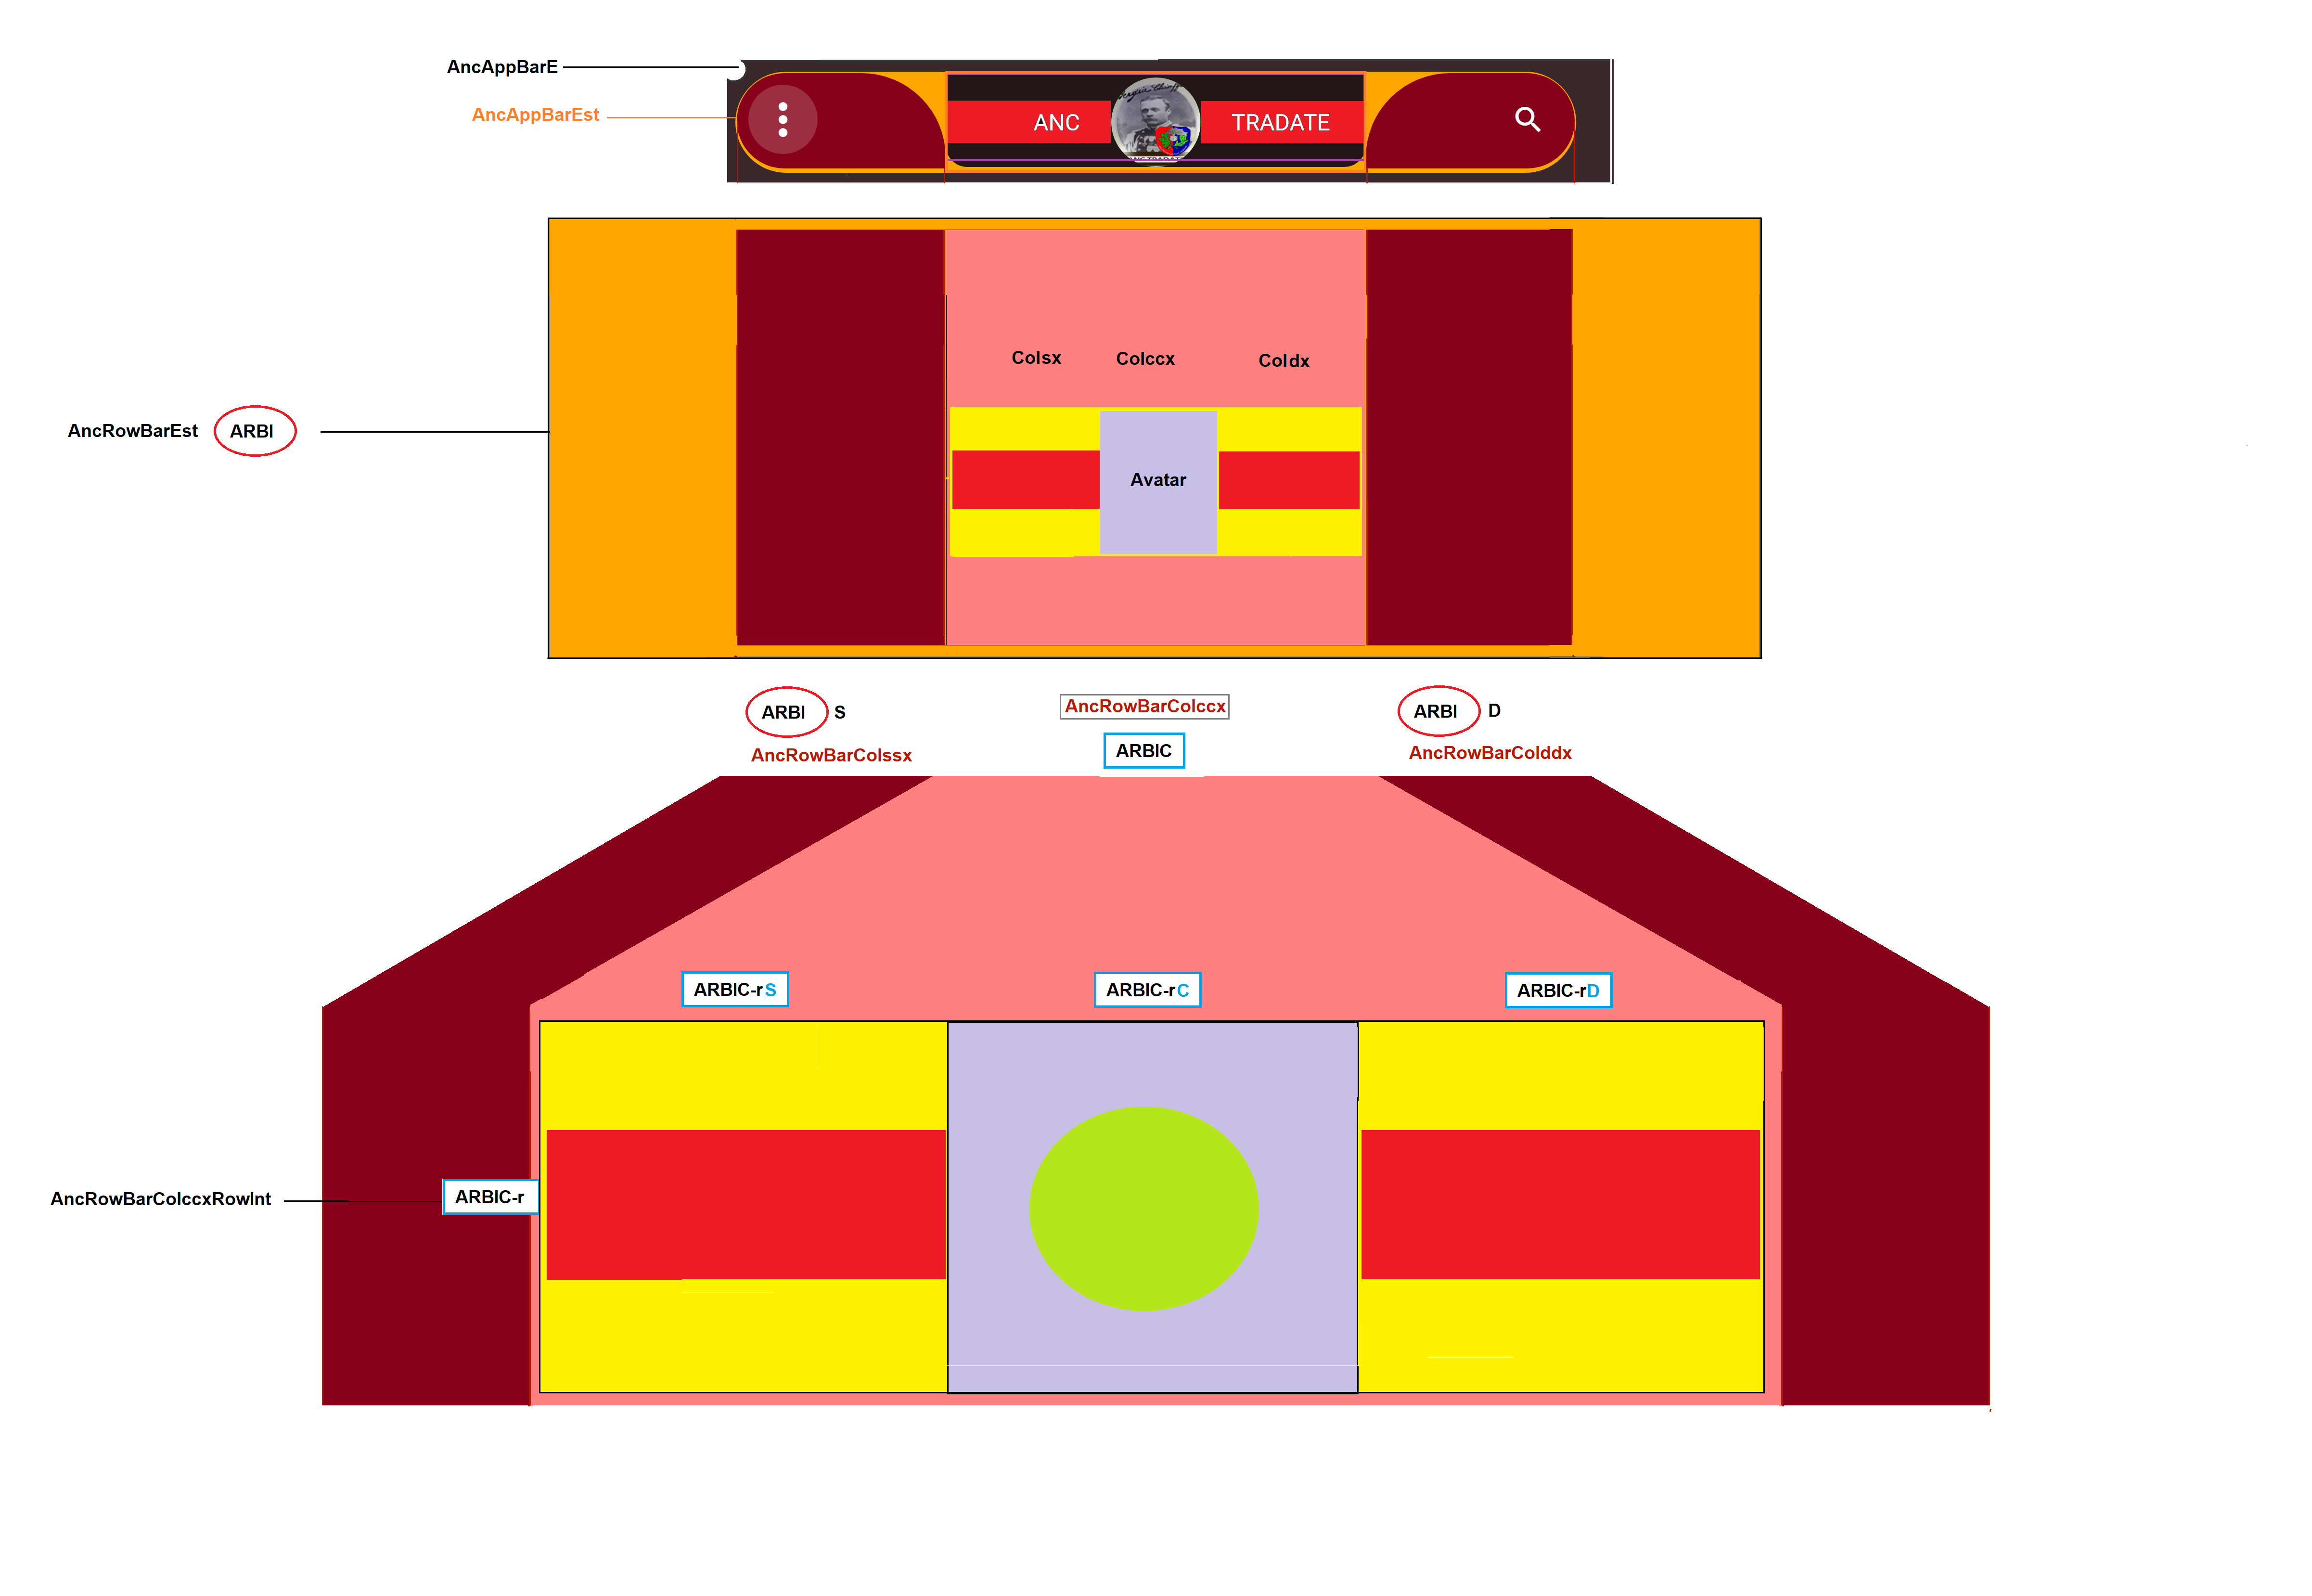 AncAppBarE
AncAppBarEst
ANC
TRADATE
Colsx
Colccx
Coldx
AncRowBarEst
ARBI
Avatar
ARBI S
AncRowBarColccx
ARBI D
AncRowBarColssx
ARBIC
AncRowBarColddx
ARBIC-rS
ARBIC-rC
ARBIC-rD
AncRowBarColccxRowInt
ARBIC-r